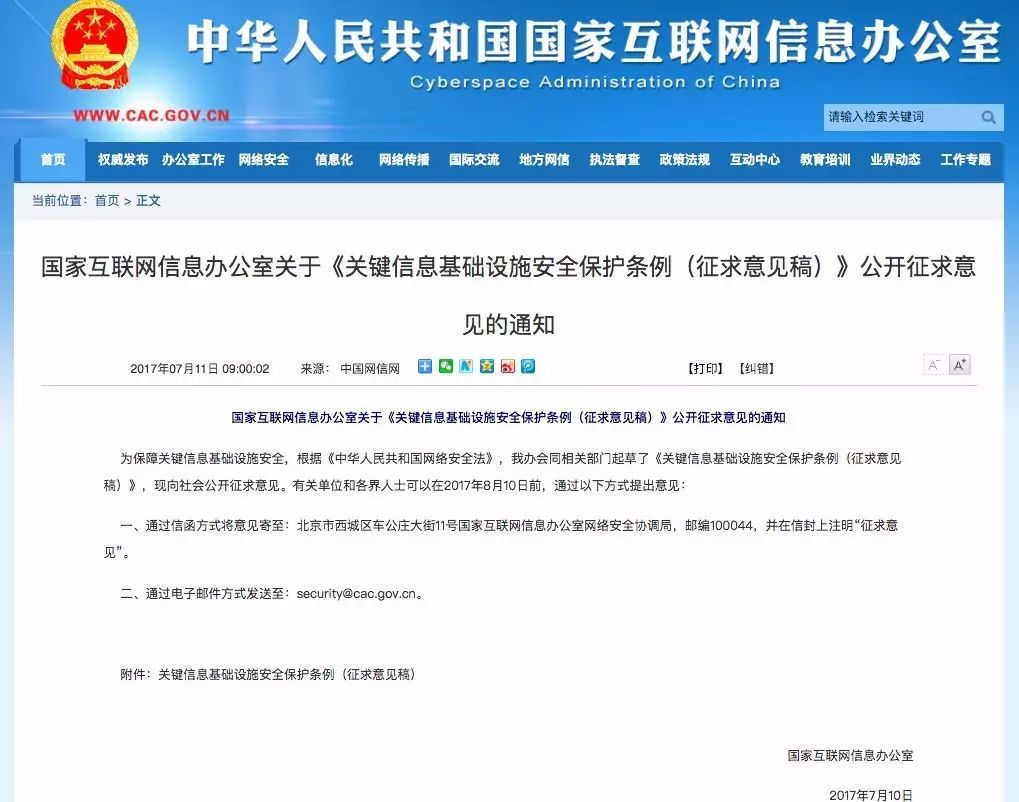 中华人民共和国国家互联网信息办公室
Cyberspace Administration of China
WWW.CAC.GOV.CN
请输入检索关键词
首页 权威发布 办公室工作 网络安全 信息化 网络传播 国际交流 地方网信 执法督查 政策法规 互动中心 教育培训 业界动态 工作专题
当前位置：首页 > 正文
国家互联网信息办公室关于《关键信息基础设施安全保护条例（征求意见稿）》公开征求意
见的通知
2017年07月11日 09:00:02 来源： 中国网信网 【打印】 【纠错】 A- A+
国家互联网信息办公室关于《关键信息基础设施安全保护条例（征求意见稿）》公开征求意见的通知
为保障关键信息基础设施安全，根据《中华人民共和国网络安全法》，我办会同相关部门起草了《关键信息基础设施安全保护条例（征求意见
稿）》，现向社会公开征求意见。有关单位和各界人士可以在2017年8月10日前，通过以下方式提出意见：
一、通过信函方式将意见寄至：北京市西城区车公庄大街11号国家互联网信息办公室网络安全协调局，邮编100044，并在信封上注明“征求意
见”。
二、通过电子邮件方式发送至：security@cac.gov.cn。
附件：关键信息基础设施安全保护条例（征求意见稿）
国家互联网信息办公室
2017年7月10日